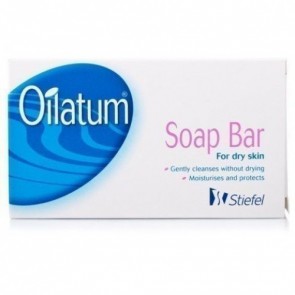 Oilatum®
Soap Bar
For dry skin
Gently cleanses without drying
Moisturises and protects
Stiefel